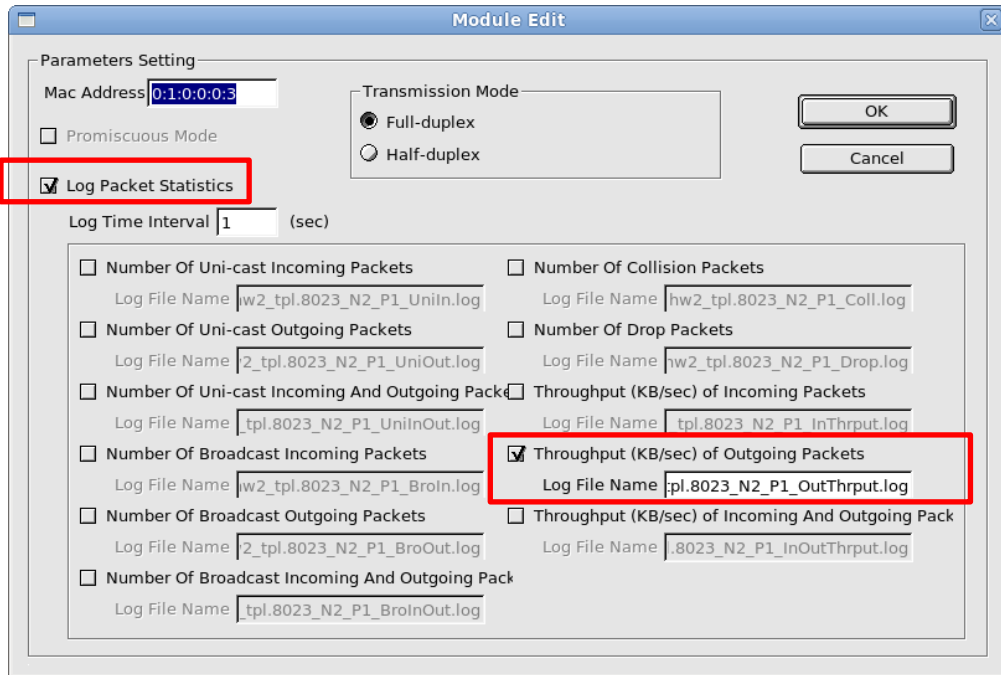 Module Edit
Parameters Setting
Mac Address 0:1:0:0:0:3
Promiscuous Mode
Transmission Mode
Full-duplex
Half-duplex
OK
Cancel
Log Packet Statistics
Log Time Interval 1 (sec)
Number Of Uni-cast Incoming Packets
Log File Name w2_tpl.8023_N2_P1_UniIn.log
Number Of Uni-cast Outgoing Packets
Log File Name 2_tpl.8023_N2_P1_UniOut.log
Number Of Uni-cast Incoming And Outgoing Packe
Log File Name _tpl.8023_N2_P1_UniInOut.log
Number Of Broadcast Incoming Packets
Log File Name w2_tpl.8023_N2_P1_BroIn.log
Number Of Broadcast Outgoing Packets
Log File Name 2_tpl.8023_N2_P1_BroOut.log
Number Of Broadcast Incoming And Outgoing Pack
Log File Name _tpl.8023_N2_P1_BroInOut.log
Number Of Collision Packets
Log File Name hw2_tpl.8023_N2_P1_Coll.log
Number Of Drop Packets
Log File Name hw2_tpl.8023_N2_P1_Drop.log
Throughput (KB/sec) of Incoming Packets
Log File Name _tpl.8023_N2_P1_InThrput.log
Throughput (KB/sec) of Outgoing Packets
Log File Name tpl.8023_N2_P1_OutThrput.log
Throughput (KB/sec) of Incoming And Outgoing Pack
Log File Name l.8023_N2_P1_InOutThrput.log